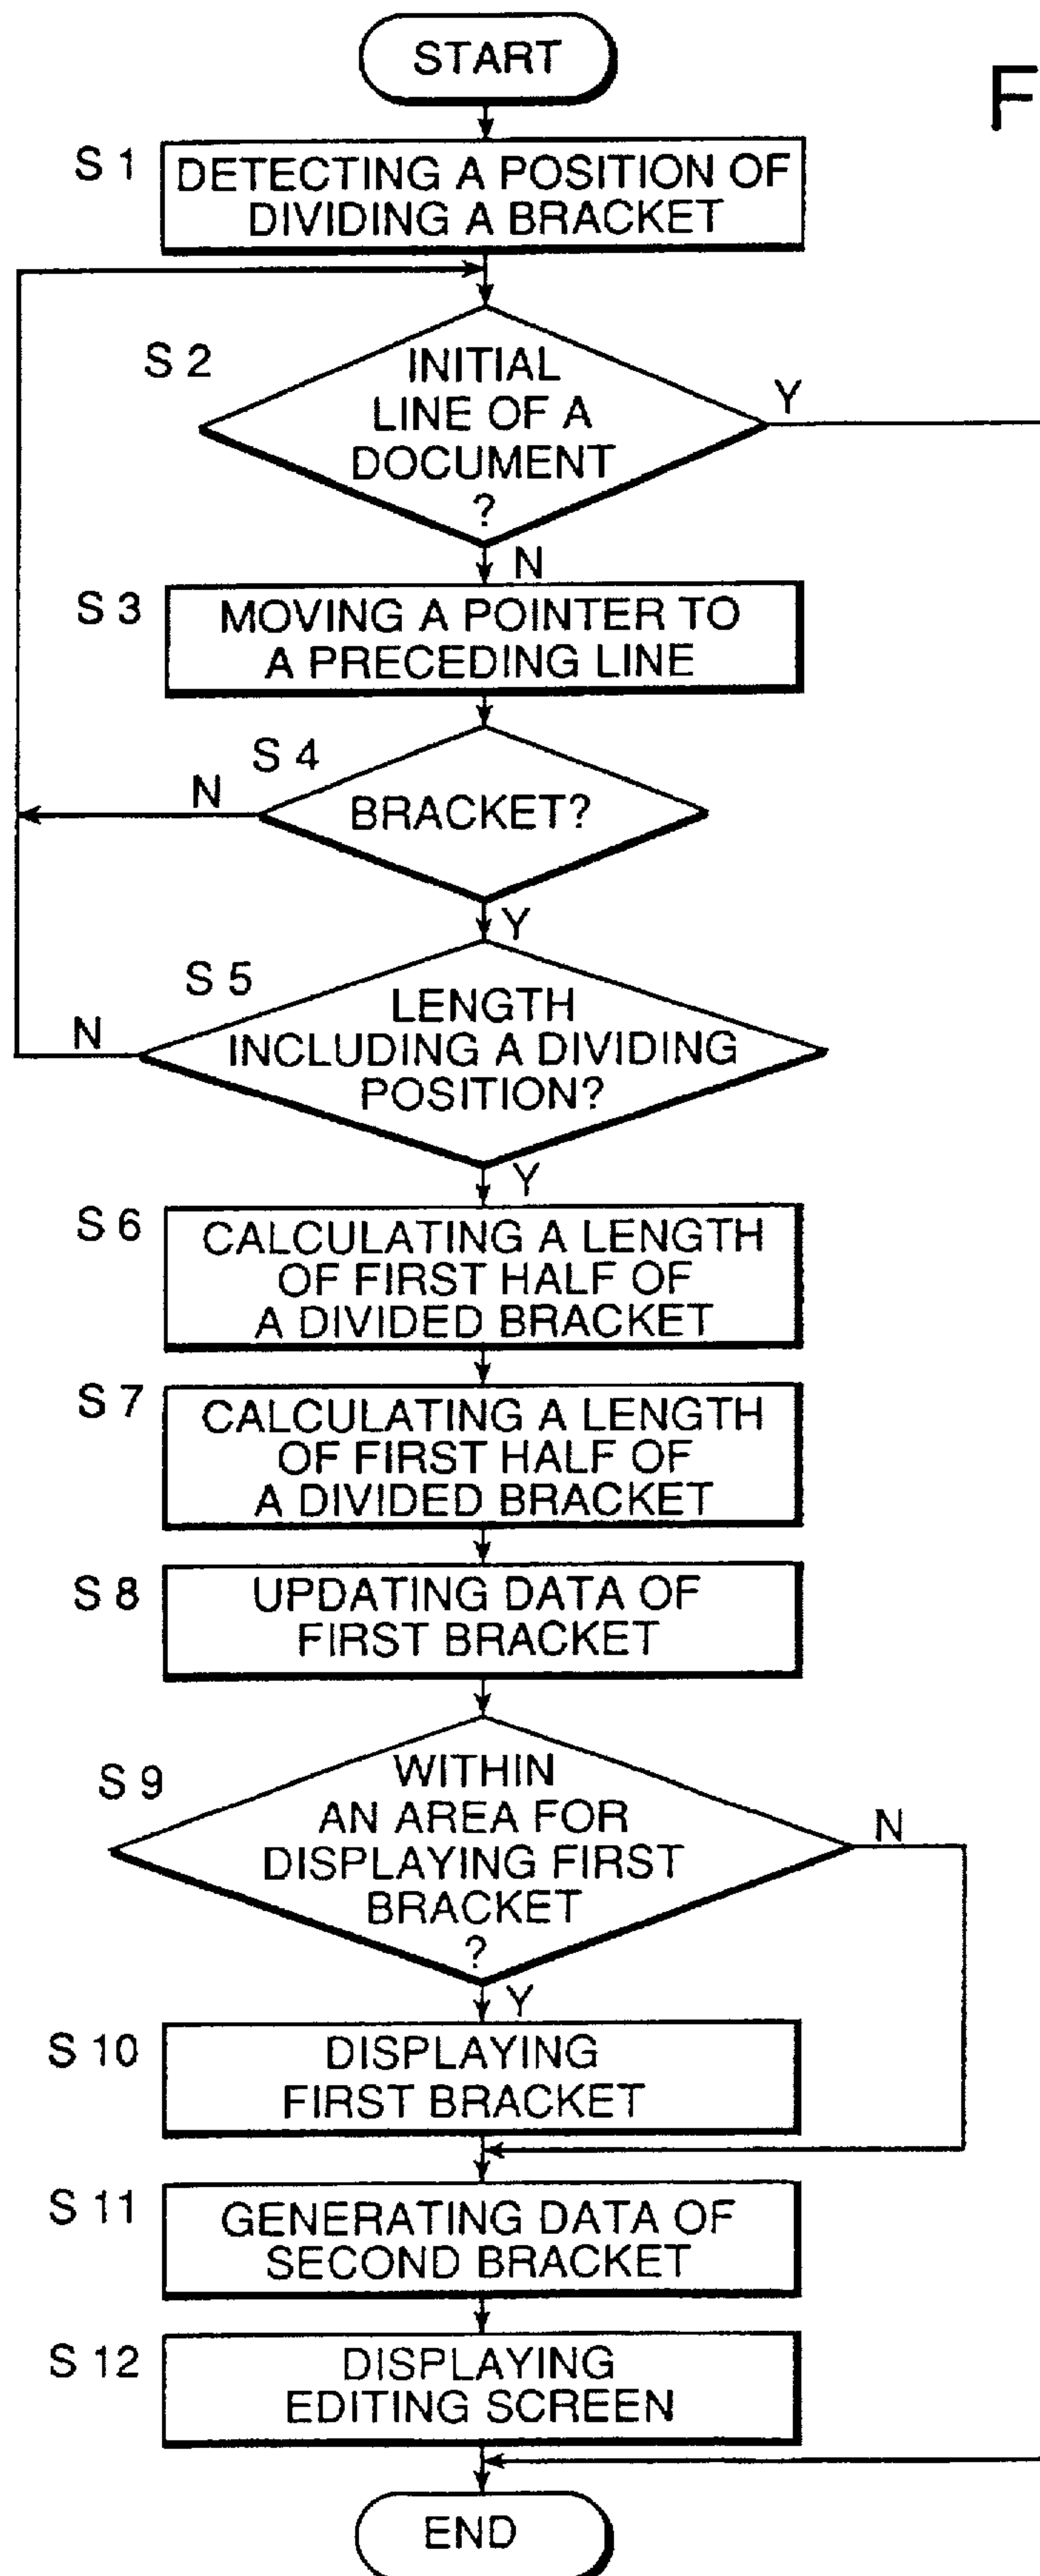 START
F
S 1
DETECTING A POSITION OF
DIVIDING A BRACKET
S 2
INITIAL
LINE OF A
DOCUMENT
?
Y
N
S 3
MOVING A POINTER TO
A PRECEDING LINE
S 4
BRACKET?
N
Y
S 5
LENGTH
INCLUDING A DIVIDING
POSITION?
N
Y
S 6
CALCULATING A LENGTH
OF FIRST HALF OF
A DIVIDED BRACKET
S 7
CALCULATING A LENGTH
OF FIRST HALF OF
A DIVIDED BRACKET
S 8
UPDATING DATA OF
FIRST BRACKET
S 9
WITHIN
AN AREA FOR
DISPLAYING FIRST
BRACKET
?
N
Y
S 10
DISPLAYING
FIRST BRACKET
S 11
GENERATING DATA OF
SECOND BRACKET
S 12
DISPLAYING
EDITING SCREEN
END